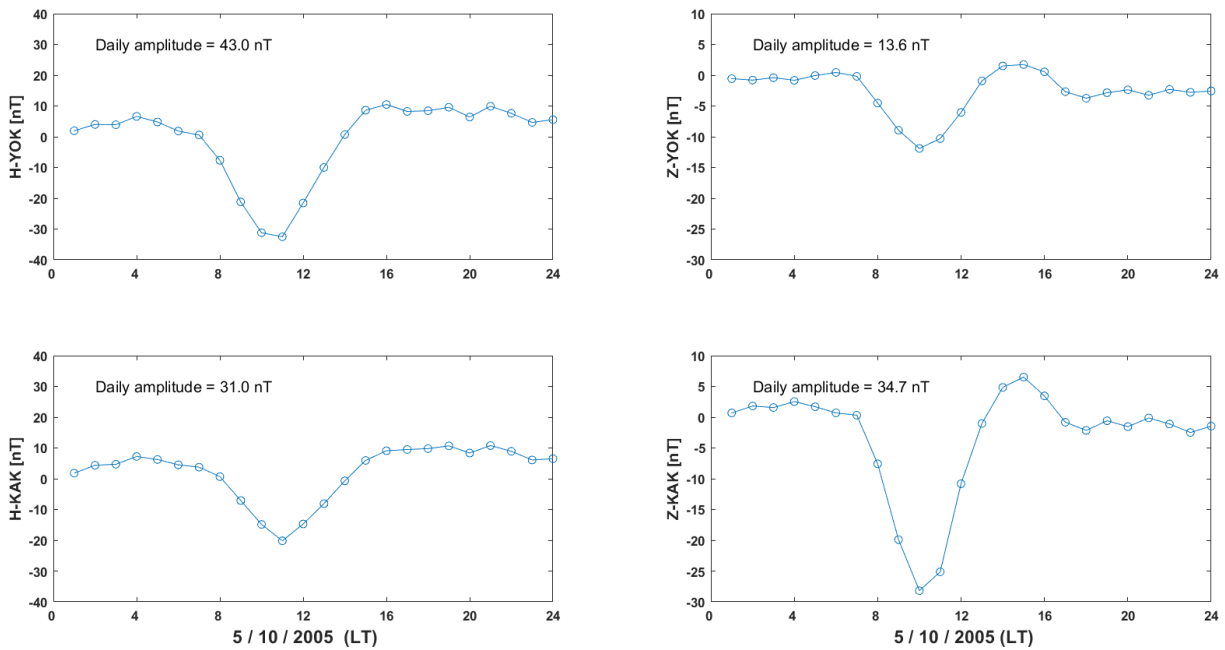 Daily amplitude = 43.0 nT
H-YOK [nT]
40
30
20
10
0
-10
-20
-30
-40
0 4 8 12 16 20 24
Daily amplitude = 13.6 nT
Z-YOK [nT]
10
5
0
-5
-10
-15
-20
-25
-30
0 4 8 12 16 20 24
Daily amplitude = 31.0 nT
H-KAK [nT]
40
30
20
10
0
-10
-20
-30
-40
0 4 8 12 16 20 24
5 / 10 / 2005 (LT)
Daily amplitude = 34.7 nT
Z-KAK [nT]
10
5
0
-5
-10
-15
-20
-25
-30
0 4 8 12 16 20 24
5 / 10 / 2005 (LT)